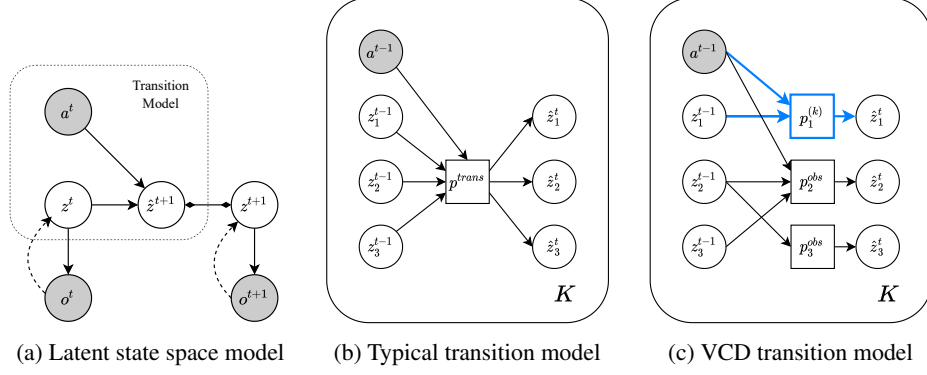 Transition
Model
a^t
z^t
ẑ^{t+1}
z^{t+1}
o^t
o^{t+1}
(a) Latent state space model
a^{t-1}
z_1^{t-1}
z_2^{t-1}
z_3^{t-1}
p^{trans}
ẑ_1^t
ẑ_2^t
ẑ_3^t
K
(b) Typical transition model
a^{t-1}
z_1^{t-1} p_1^{(k)} ẑ_1^t
z_2^{t-1} p_2^{obs} ẑ_2^t
z_3^{t-1} p_3^{obs} ẑ_3^t
K
(c) VCD transition model